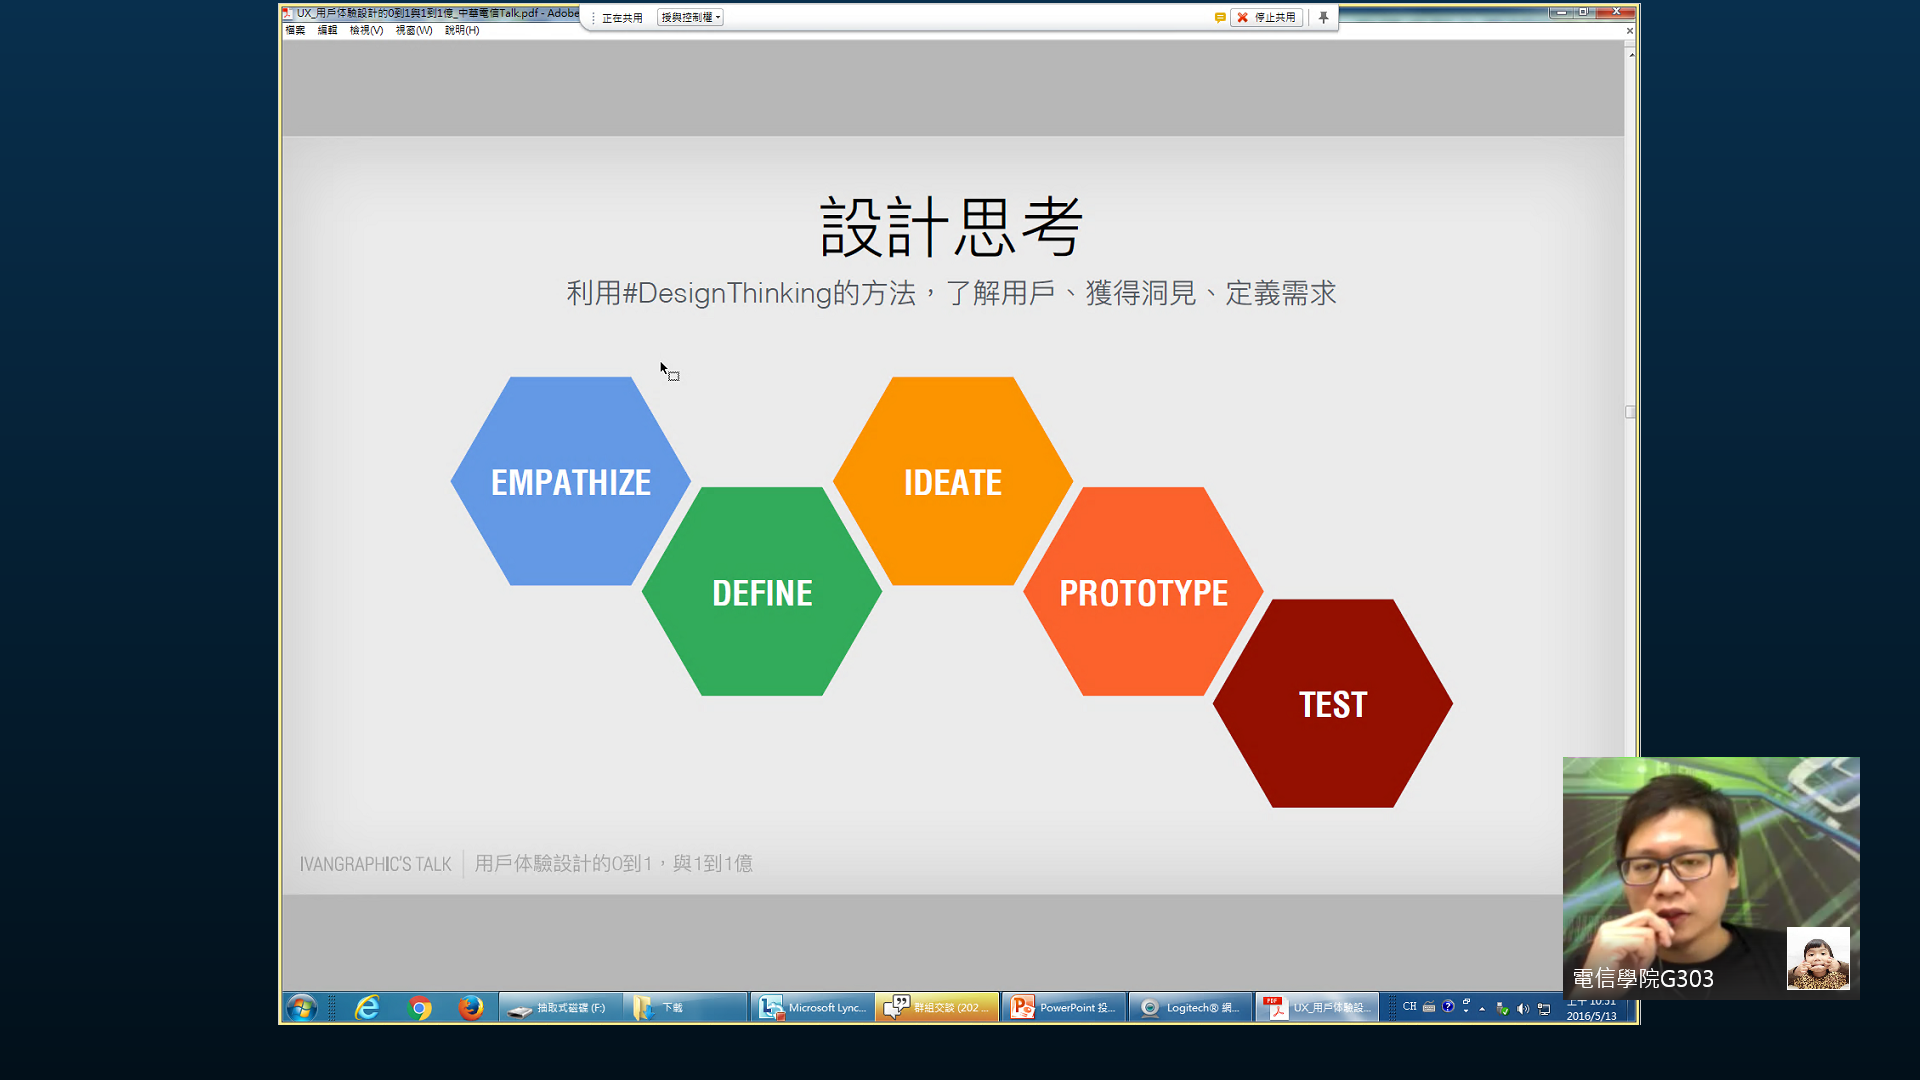 UX_用戶体驗設計的0到1與1到1億_中華電信Talk.pdf - Adobe
正在共用
授與控制權
停止共用
檔案 編輯 檢視(V) 視窗(W) 說明(H)
設計思考
利用#DesignThinking的方法，了解用戶、獲得洞見、定義需求
EMPATHIZE
IDEATE
DEFINE
PROTOTYPE
TEST
IVANGRAPHIC'S TALK
用戶体驗設計的0到1，與1到1億
電信學院G303
抽取式磁碟 (F:)
下載
Microsoft Lync...
群組交談 (202 ...
PowerPoint 投...
Logitech® 網...
UX_用戶体驗設...
CH
上午 10:31
2016/5/13